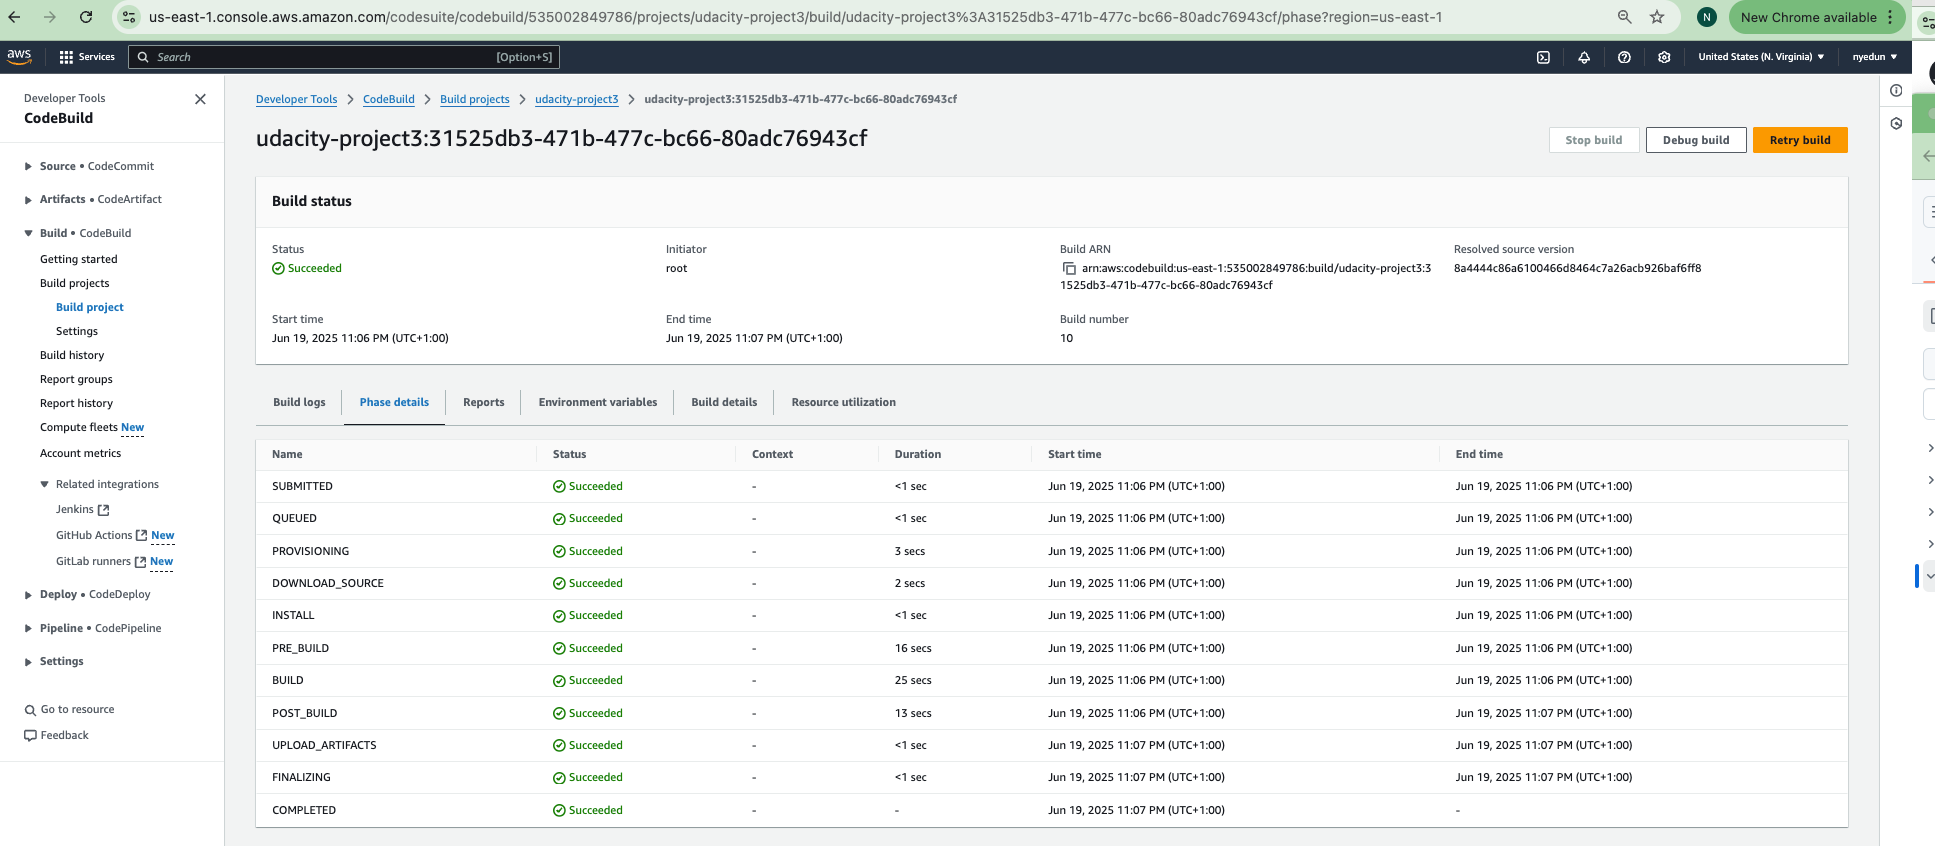 us-east-1.console.aws.amazon.com/codesuite/codebuild/535002849786/projects/udacity-project3/build/udacity-project3%3A31525db3-471b-477c-bc66-80adc76943cf/phase?region=us-east-1
N
New Chrome available
aws
Services
Search
[Option+S]
United States (N. Virginia)
nyedun
Developer Tools
CodeBuild
Source • CodeCommit
Artifacts • CodeArtifact
Build • CodeBuild
Getting started
Build projects
Build project
Settings
Build history
Report groups
Report history
Compute fleets New
Account metrics
Related integrations
Jenkins
GitHub Actions New
GitLab runners New
Deploy • CodeDeploy
Pipeline • CodePipeline
Settings
Go to resource
Feedback
Developer Tools > CodeBuild > Build projects > udacity-project3 > udacity-project3:31525db3-471b-477c-bc66-80adc76943cf
udacity-project3:31525db3-471b-477c-bc66-80adc76943cf
Stop build
Debug build
Retry build
Build status
Status
Succeeded
Initiator
root
Build ARN
arn:aws:codebuild:us-east-1:535002849786:build/udacity-project3:3
1525db3-471b-477c-bc66-80adc76943cf
Resolved source version
8a4444c86a6100466d8464c7a26acb926baf6ff8
Start time
Jun 19, 2025 11:06 PM (UTC+1:00)
End time
Jun 19, 2025 11:07 PM (UTC+1:00)
Build number
10
Build logs
Phase details
Reports
Environment variables
Build details
Resource utilization
Name Status Context Duration Start time End time
SUBMITTED Succeeded - <1 sec Jun 19, 2025 11:06 PM (UTC+1:00) Jun 19, 2025 11:06 PM (UTC+1:00)
QUEUED Succeeded - <1 sec Jun 19, 2025 11:06 PM (UTC+1:00) Jun 19, 2025 11:06 PM (UTC+1:00)
PROVISIONING Succeeded - 3 secs Jun 19, 2025 11:06 PM (UTC+1:00) Jun 19, 2025 11:06 PM (UTC+1:00)
DOWNLOAD_SOURCE Succeeded - 2 secs Jun 19, 2025 11:06 PM (UTC+1:00) Jun 19, 2025 11:06 PM (UTC+1:00)
INSTALL Succeeded - <1 sec Jun 19, 2025 11:06 PM (UTC+1:00) Jun 19, 2025 11:06 PM (UTC+1:00)
PRE_BUILD Succeeded - 16 secs Jun 19, 2025 11:06 PM (UTC+1:00) Jun 19, 2025 11:06 PM (UTC+1:00)
BUILD Succeeded - 25 secs Jun 19, 2025 11:06 PM (UTC+1:00) Jun 19, 2025 11:06 PM (UTC+1:00)
POST_BUILD Succeeded - 13 secs Jun 19, 2025 11:06 PM (UTC+1:00) Jun 19, 2025 11:07 PM (UTC+1:00)
UPLOAD_ARTIFACTS Succeeded - <1 sec Jun 19, 2025 11:07 PM (UTC+1:00) Jun 19, 2025 11:07 PM (UTC+1:00)
FINALIZING Succeeded - <1 sec Jun 19, 2025 11:07 PM (UTC+1:00) Jun 19, 2025 11:07 PM (UTC+1:00)
COMPLETED Succeeded - - Jun 19, 2025 11:07 PM (UTC+1:00) -